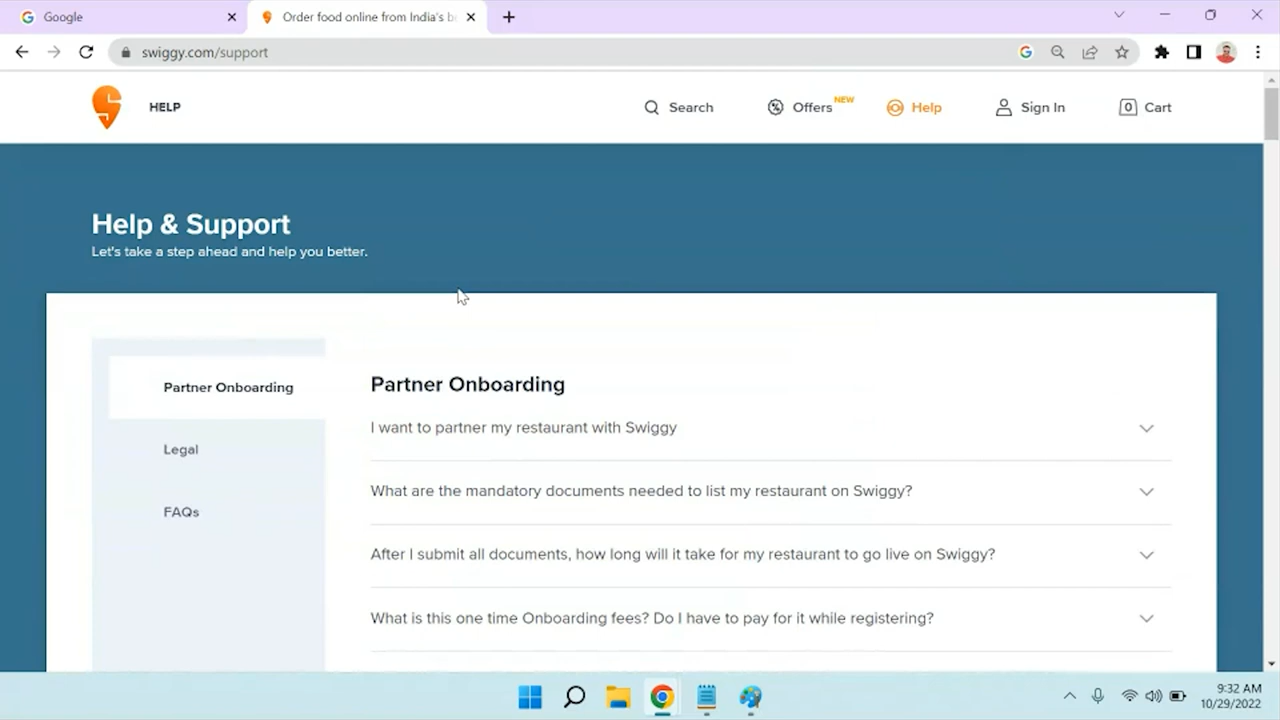 Google
Order food online from India's b
swiggy.com/support
HELP
Search
Offers NEW
Help
Sign In
0 Cart
Help & Support
Let's take a step ahead and help you better.
Partner Onboarding
Legal
FAQs
Partner Onboarding
I want to partner my restaurant with Swiggy
What are the mandatory documents needed to list my restaurant on Swiggy?
After I submit all documents, how long will it take for my restaurant to go live on Swiggy?
What is this one time Onboarding fees? Do I have to pay for it while registering?
9:32 AM
10/29/2022